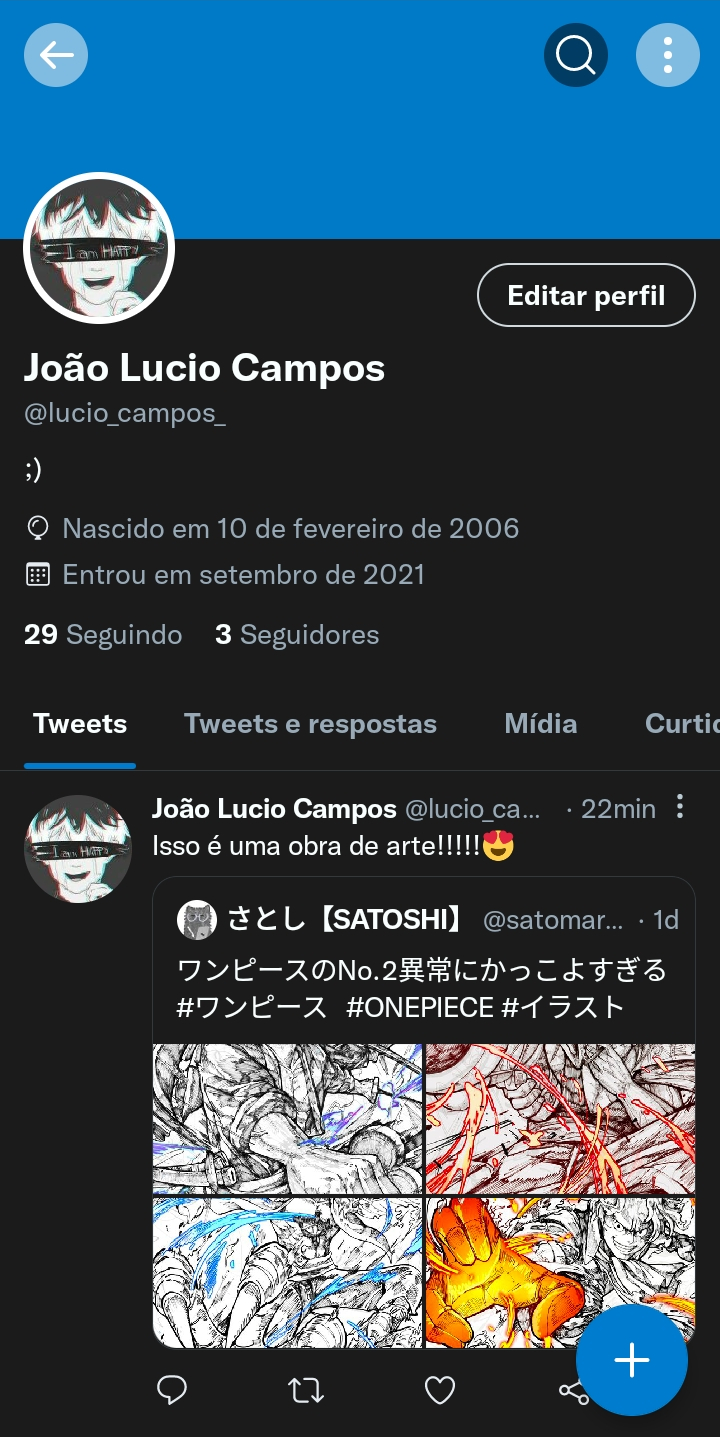 I am HAPPY
Editar perfil
João Lucio Campos
@lucio_campos_
;)
Nascido em 10 de fevereiro de 2006
Entrou em setembro de 2021
29 Seguindo 3 Seguidores
Tweets Tweets e respostas Mídia Curtid
João Lucio Campos @lucio_ca... · 22min
I am HAPPY
Isso é uma obra de arte!!!!!😍
さとし【SATOSHI】 @satomar... · 1d
ワンピースのNo.2異常にかっこよすぎる
#ワンピース #ONEPIECE #イラスト